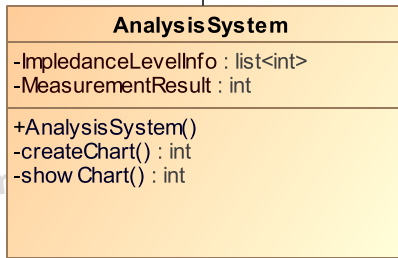 AnalysisSystem
-ImpledanceLevelInfo : list<int>
-MeasurementResult : int
+AnalysisSystem()
-createChart() : int
-show Chart() : int